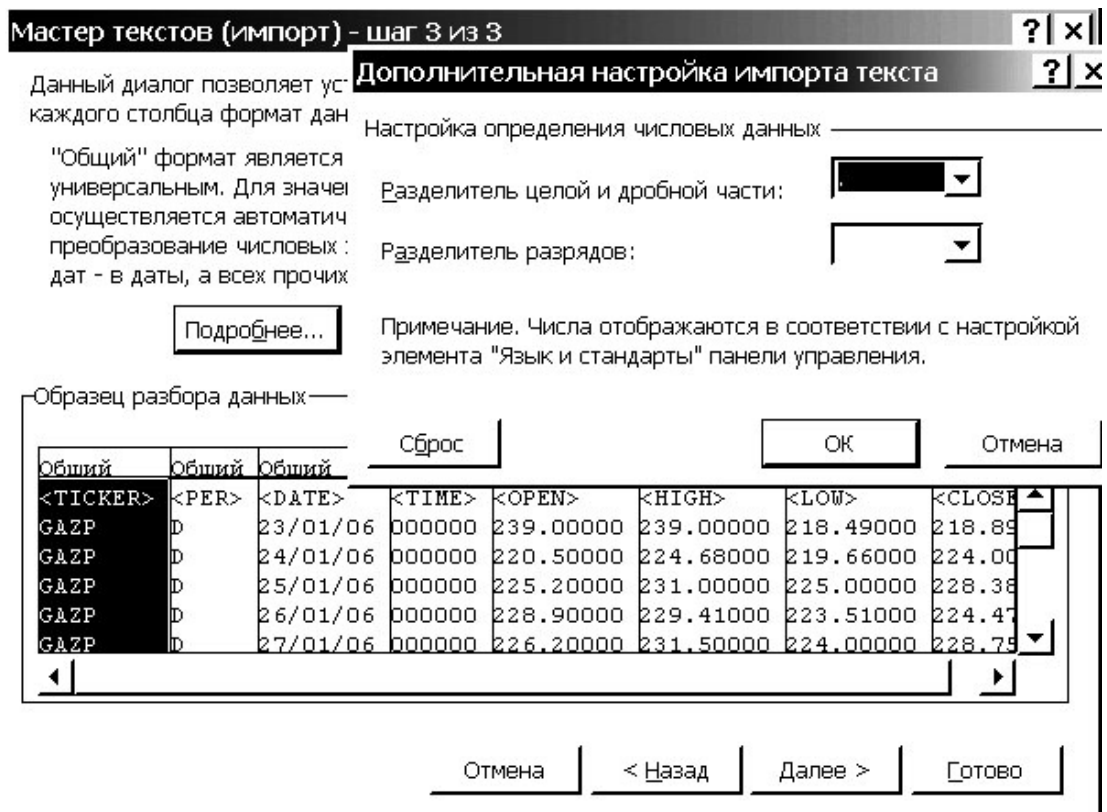 Мастер текстов (импорт) - шаг 3 из 3
Дополнительная настройка импорта текста
Данный диалог позволяет ус
каждого столбца формат дан
"Общий" формат является
универсальным. Для значе
осуществляется автоматич
преобразование числовых
дат - в даты, а всех прочих
Подробнее...
Настройка определения числовых данных
Разделитель целой и дробной части:
.
Разделитель разрядов:
Примечание. Числа отображаются в соответствии с настройкой
элемента "Язык и стандарты" панели управления.
Сброс ОК Отмена
Образец разбора данных
Общий Общий Общий
<TICKER> <PER> <DATE> <TIME> <OPEN> <HIGH> <LOW> <CLOSE
GAZP D 23/01/06 000000 239.00000 239.00000 218.49000 218.89
GAZP D 24/01/06 000000 220.50000 224.68000 219.66000 224.00
GAZP D 25/01/06 000000 225.20000 231.00000 225.00000 228.38
GAZP D 26/01/06 000000 228.90000 229.41000 223.51000 224.47
GAZP D 27/01/06 000000 226.20000 231.50000 224.00000 228.75
Отмена < Назад Далее > Готово